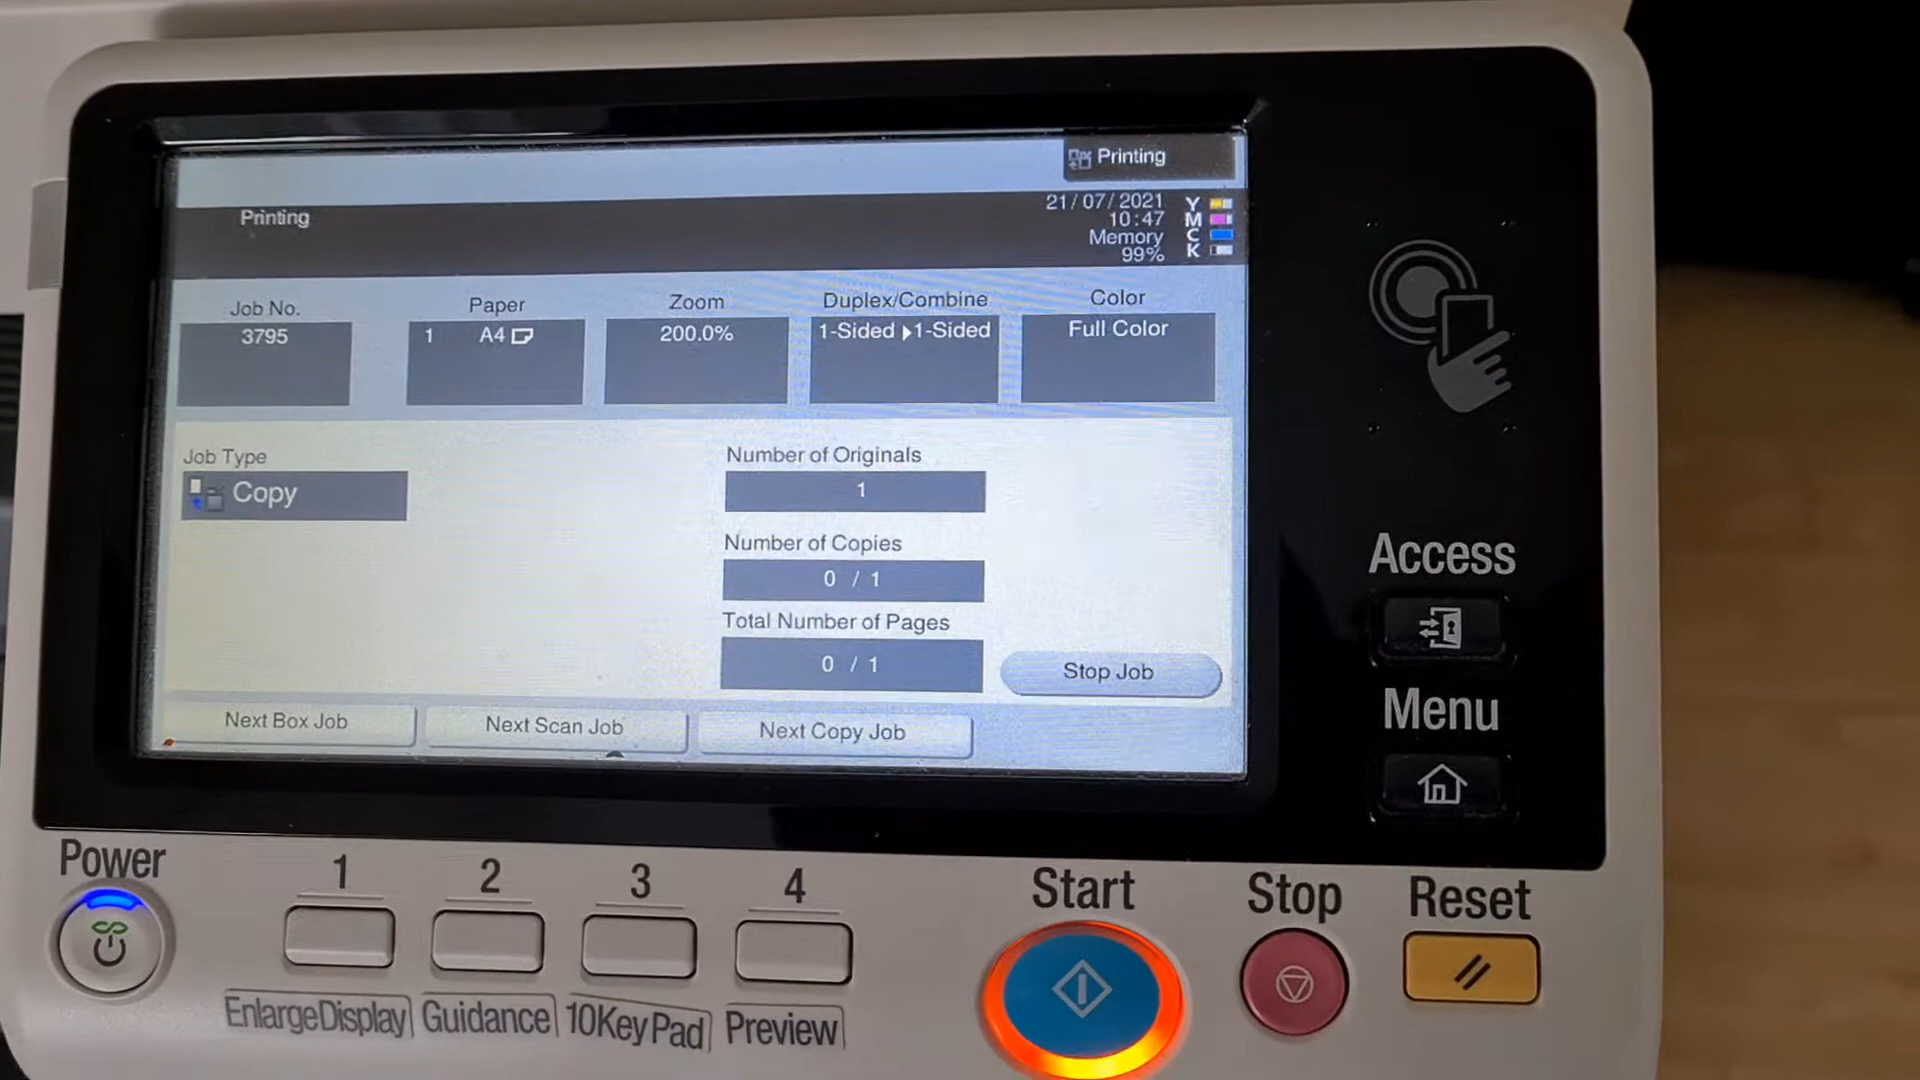 Printing
Printing
21/07/2021
10:47
Memory
99%
Y
M
C
K
Job No.
3795
Paper
1 A4
Zoom
200.0%
Duplex/Combine
1-Sided ▶ 1-Sided
Color
Full Color
Job Type
Copy
Number of Originals
1
Number of Copies
0 / 1
Total Number of Pages
0 / 1
Stop Job
Next Box Job
Next Scan Job
Next Copy Job
Access
Menu
Power
1
2
3
4
Start
Stop
Reset
EnlargeDisplay
Guidance
10KeyPad
Preview